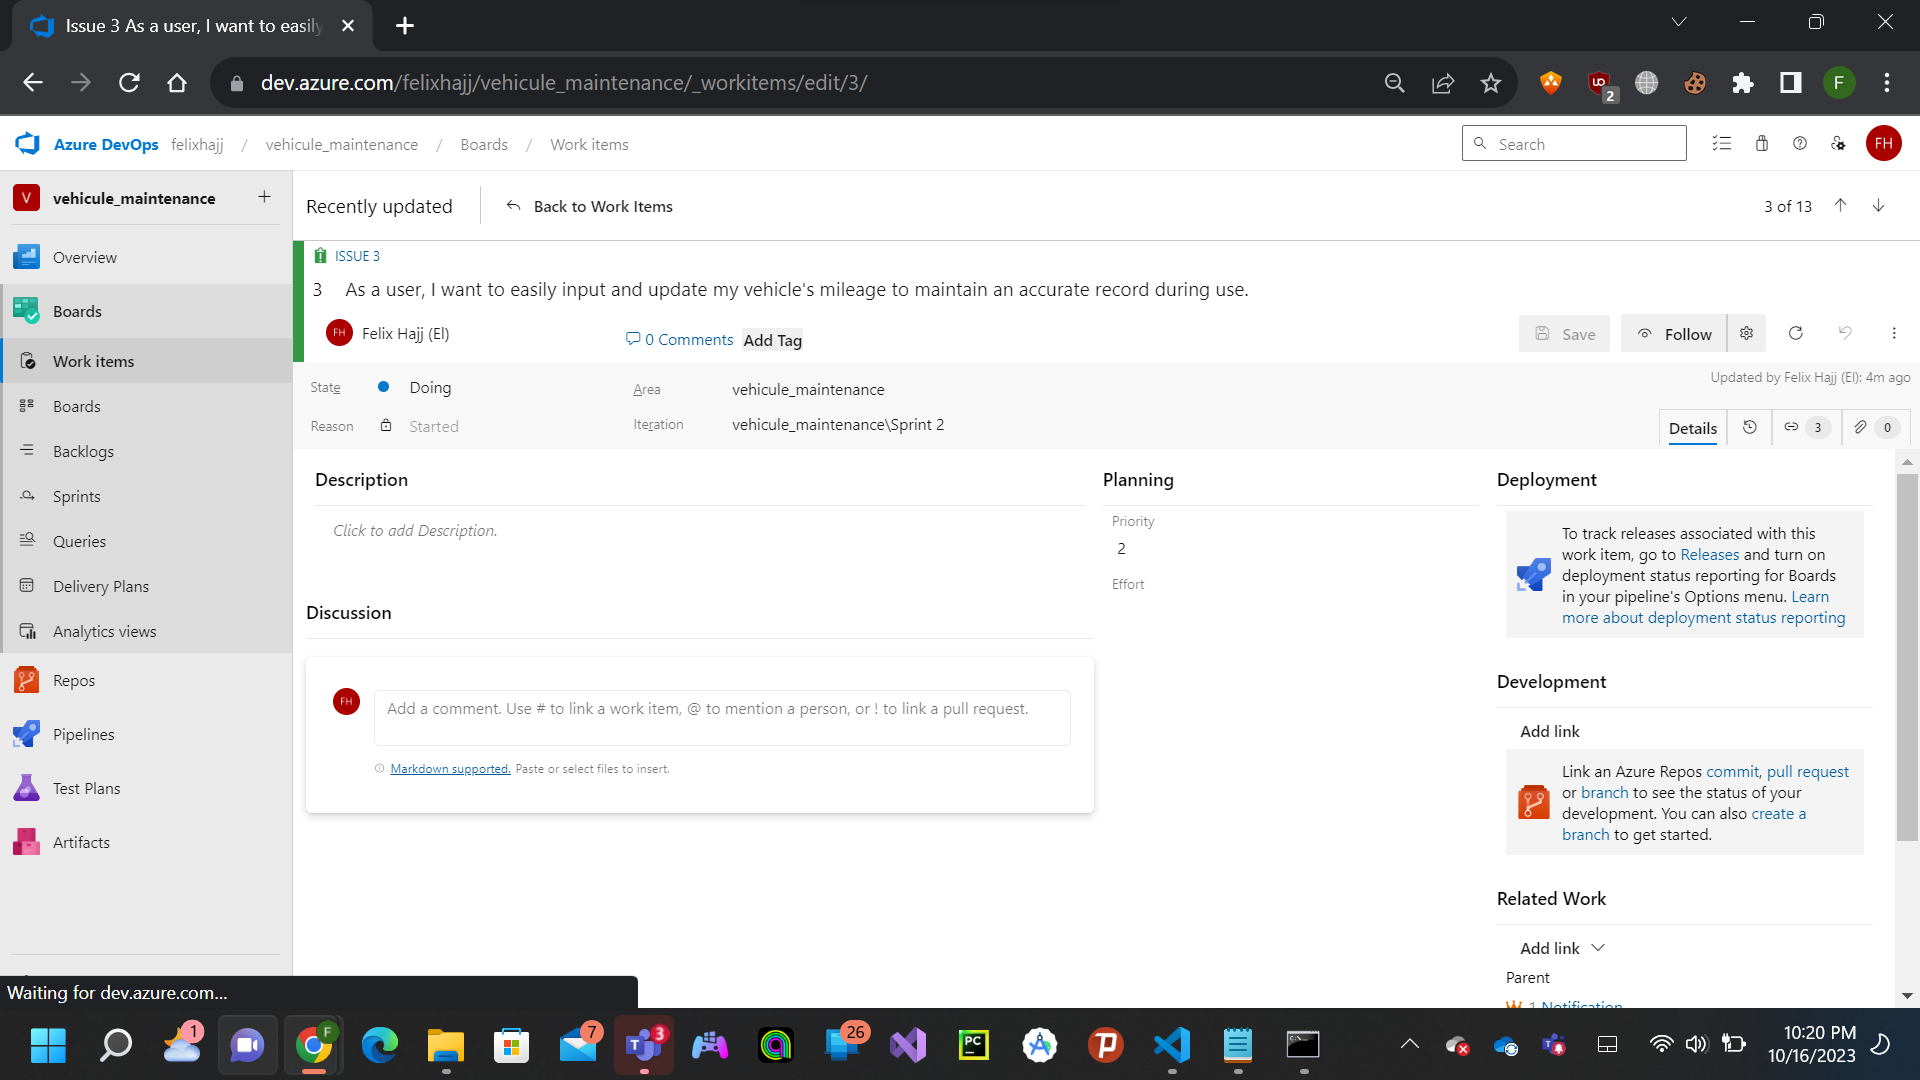 Issue 3 As a user, I want to easily
dev.azure.com/felixhajj/vehicule_maintenance/_workitems/edit/3/
2
F
Azure DevOps felixhajj / vehicule_maintenance / Boards / Work items
Search
FH
V vehicule_maintenance
Recently updated
Back to Work Items
3 of 13
Overview
Boards
Work items
Boards
Backlogs
Sprints
Queries
Delivery Plans
Analytics views
Repos
Pipelines
Test Plans
Artifacts
ISSUE 3
3 As a user, I want to easily input and update my vehicle's mileage to maintain an accurate record during use.
FH Felix Hajj (El)
0 Comments
Add Tag
Save
Follow
State Doing
Area vehicule_maintenance
Updated by Felix Hajj (El): 4m ago
Reason Started
Iteration vehicule_maintenance\Sprint 2
Details
3
0
Description
Click to add Description.
Discussion
FH
Add a comment. Use # to link a work item, @ to mention a person, or ! to link a pull request.
Markdown supported. Paste or select files to insert.
Planning
Priority
2
Effort
Deployment
To track releases associated with this
work item, go to Releases and turn on
deployment status reporting for Boards
in your pipeline's Options menu. Learn
more about deployment status reporting
Development
Add link
Link an Azure Repos commit, pull request
or branch to see the status of your
development. You can also create a
branch to get started.
Related Work
Add link
Parent
1 Notification
Waiting for dev.azure.com...
1
F
7
3
26
PC
10:20 PM
10/16/2023